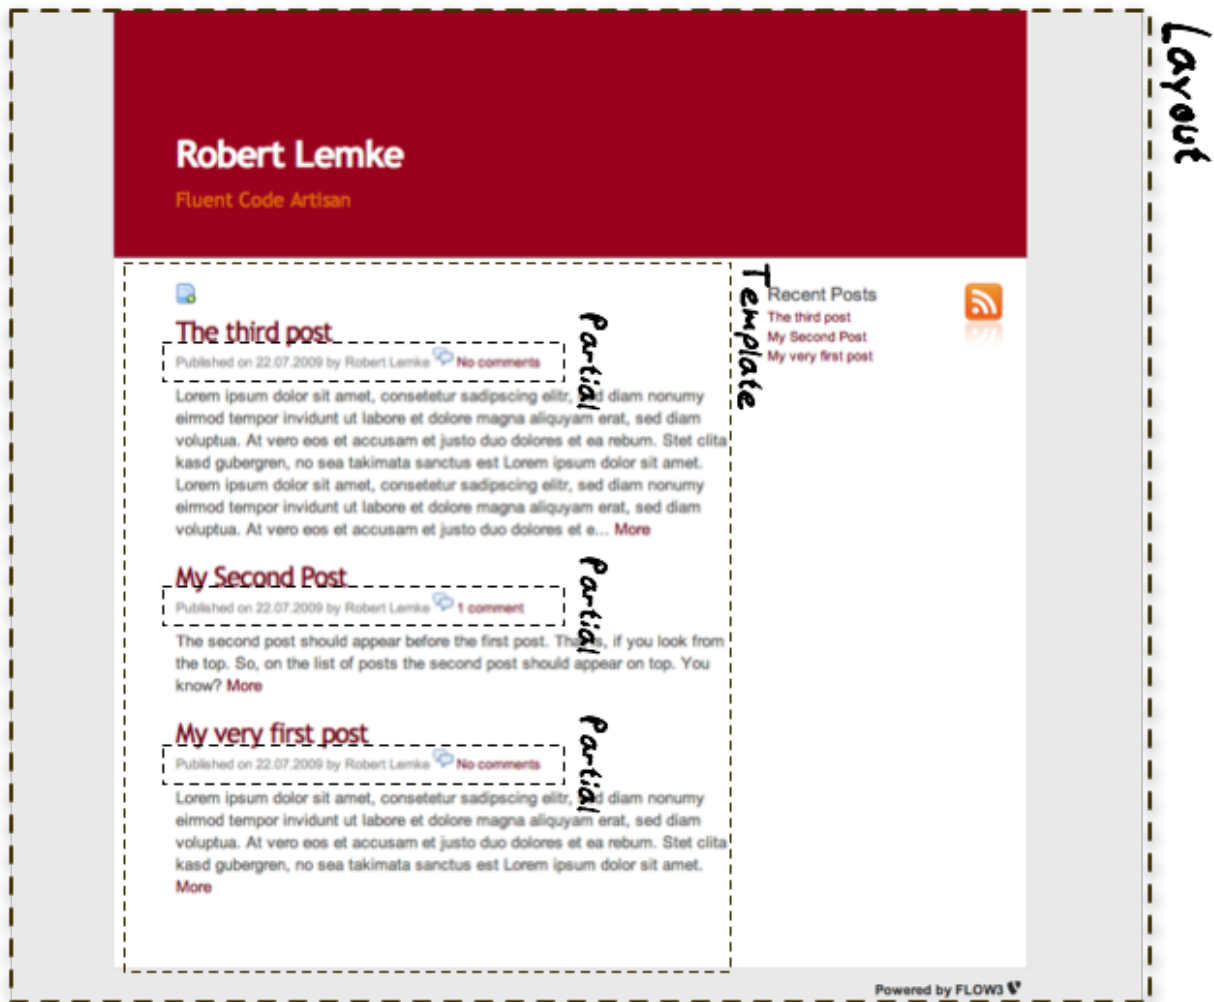 Layout
Robert Lemke
Fluent Code Artisan
Template
The third post
Published on 22.07.2009 by Robert Lemke No comments
Partial
Lorem ipsum dolor sit amet, consetetur sadipscing elitr, diam nonumy
eirmod tempor invidunt ut labore et dolore magna aliquyam erat, sed diam
voluptua. At vero eos et accusam et justo duo dolores et ea rebum. Stet clita
kasd gubergren, no sea takimata sanctus est Lorem ipsum dolor sit amet.
Lorem ipsum dolor sit amet, consetetur sadipscing elitr, sed diam nonumy
eirmod tempor invidunt ut labore et dolore magna aliquyam erat, sed diam
voluptua. At vero eos et accusam et justo duo dolores et e... More
My Second Post
Published on 22.07.2009 by Robert Lemke 1 comment
Partial
The second post should appear before the first post. , if you look from
the top. So, on the list of posts the second post should appear on top. You
know? More
My very first post
Published on 22.07.2009 by Robert Lemke No comments
Partial
Lorem ipsum dolor sit amet, consetetur sadipscing elitr, diam nonumy
eirmod tempor invidunt ut labore et dolore magna aliquyam erat, sed diam
voluptua. At vero eos et accusam et justo duo dolores et ea rebum. Stet clita
kasd gubergren, no sea takimata sanctus est Lorem ipsum dolor sit amet.
More
Recent Posts
The third post
My Second Post
My very first post
Powered by FLOW3